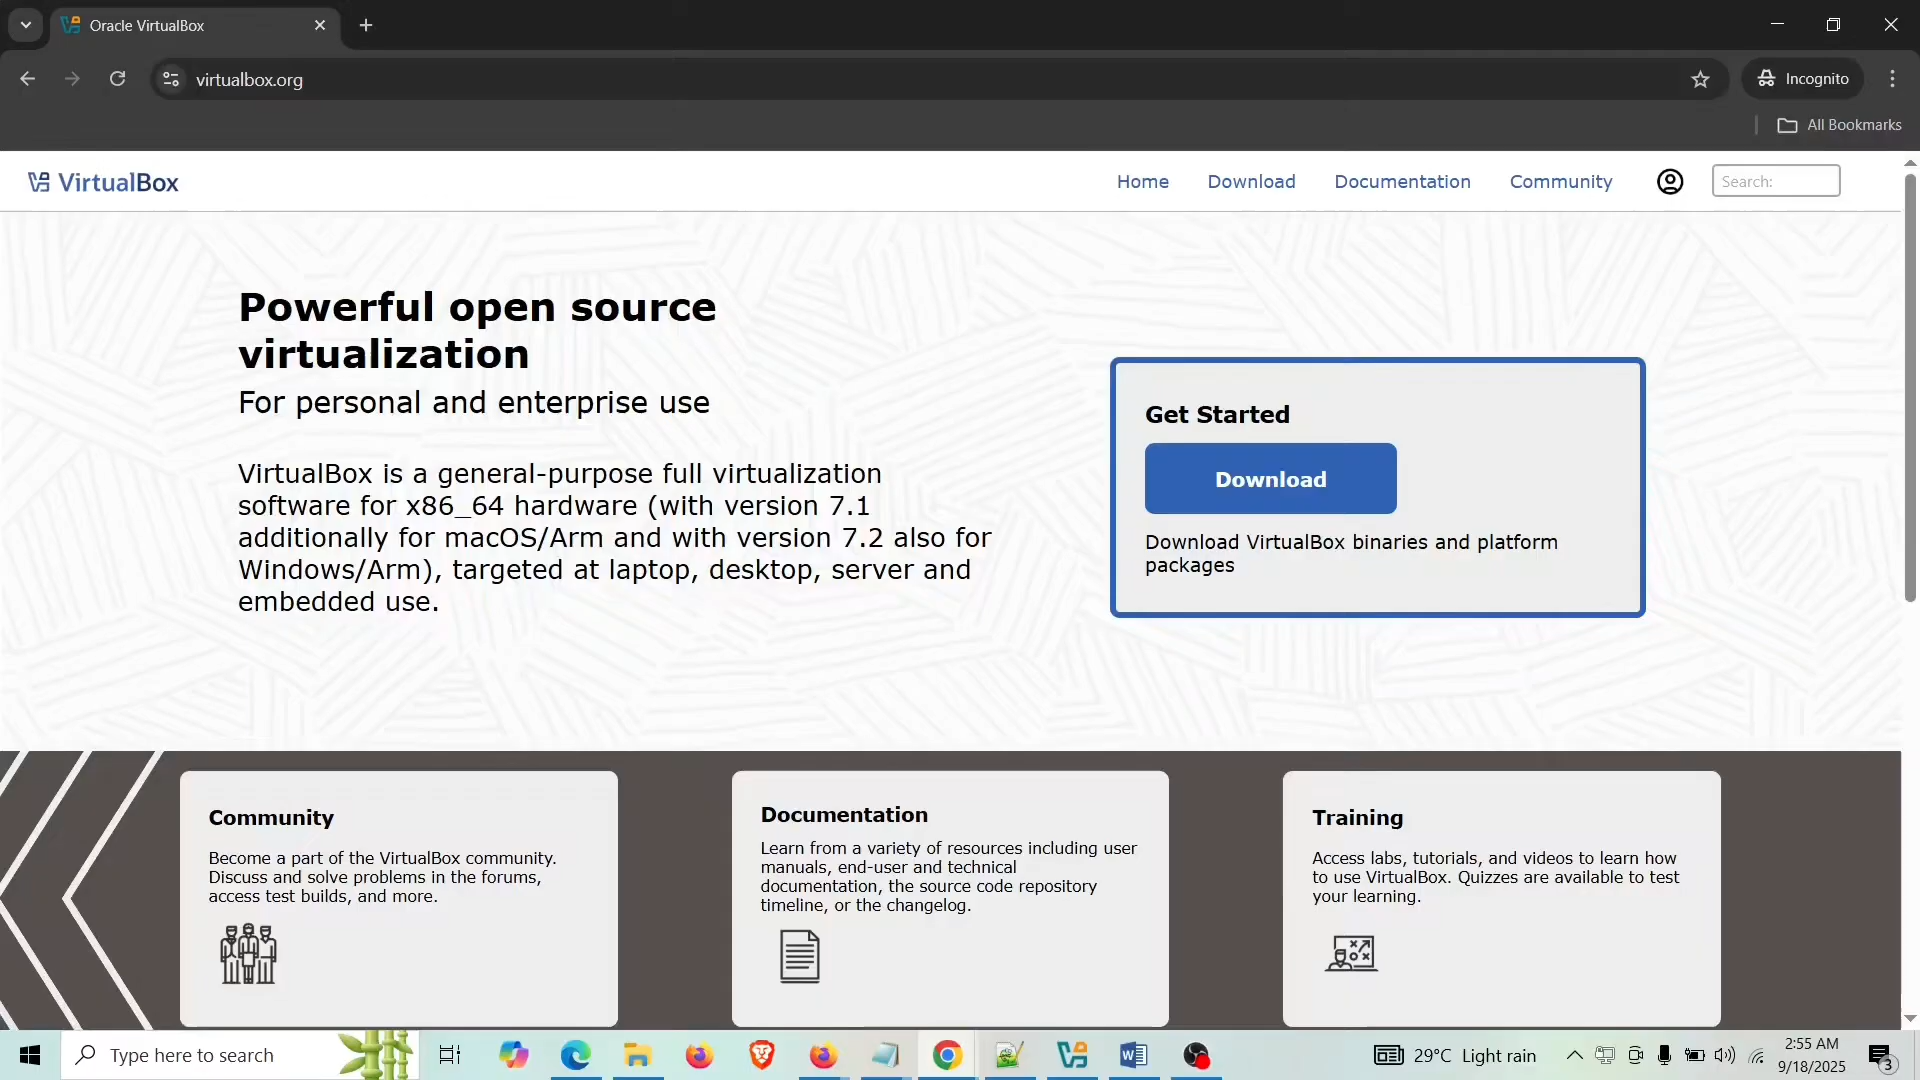 Oracle VirtualBox
virtualbox.org
Incognito
All Bookmarks
VirtualBox
Home
Download
Documentation
Community
Search:
Powerful open source
virtualization
For personal and enterprise use
VirtualBox is a general-purpose full virtualization
software for x86_64 hardware (with version 7.1
additionally for macOS/Arm and with version 7.2 also for
Windows/Arm), targeted at laptop, desktop, server and
embedded use.
Get Started
Download
Download VirtualBox binaries and platform
packages
Community
Become a part of the VirtualBox community.
Discuss and solve problems in the forums,
access test builds, and more.
Documentation
Learn from a variety of resources including user
manuals, end-user and technical
documentation, the source code repository
timeline, or the changelog.
Training
Access labs, tutorials, and videos to learn how
to use VirtualBox. Quizzes are available to test
your learning.
Type here to search
29°C Light rain
2:55 AM
9/18/2025
3